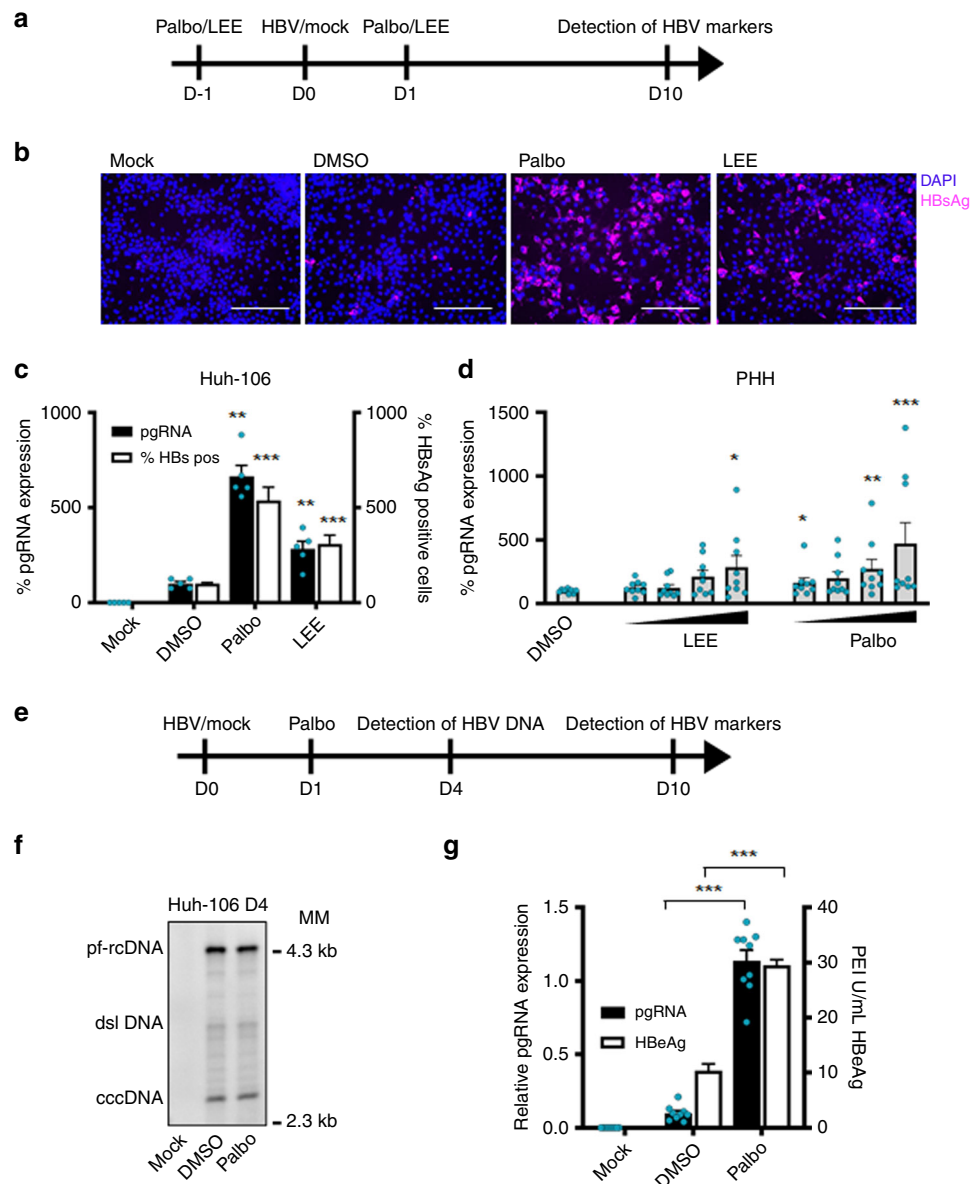 a
Palbo/LEE HBV/mock Palbo/LEE Detection of HBV markers
D-1 D0 D1 D10
b
Mock DMSO Palbo LEE
DAPI
HBsAg
c
Huh-106
% pgRNA expression
1000
500
0
pgRNA
% HBs pos
** *** ** ***
1000
500
0
% HBsAg positive cells
Mock DMSO Palbo LEE
d
PHH
% pgRNA expression
1500
1000
500
0
* * ** ***
DMSO
LEE Palbo
e
HBV/mock Palbo Detection of HBV DNA Detection of HBV markers
D0 D1 D4 D10
f
Huh-106 D4
MM
pf-rcDNA
4.3 kb
dsl DNA
cccDNA
2.3 kb
Mock DMSO Palbo
g
***
***
Relative pgRNA expression
1.5
1.0
0.5
0.0
pgRNA
HBeAg
40
30
20
10
0
PEI U/mL HBeAg
Mock DMSO Palbo